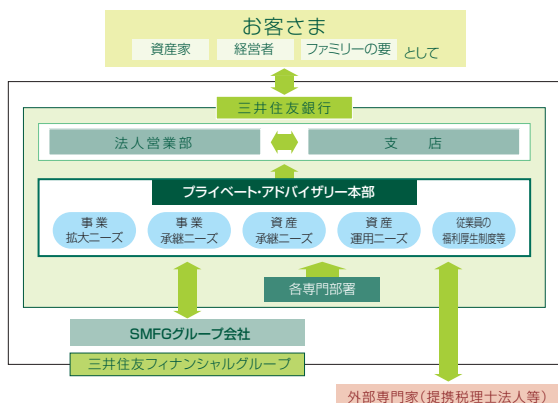 お客さま
資産家 経営者 ファミリーの要 として
三井住友銀行
法人営業部 支店
プライベート・アドバイザリー本部
事業
拡大ニーズ
事業
承継ニーズ
資産
承継ニーズ
資産
運用ニーズ
従業員の
福利厚生制度等
各専門部署
SMFGグループ会社
三井住友フィナンシャルグループ
外部専門家(提携税理士法人等)